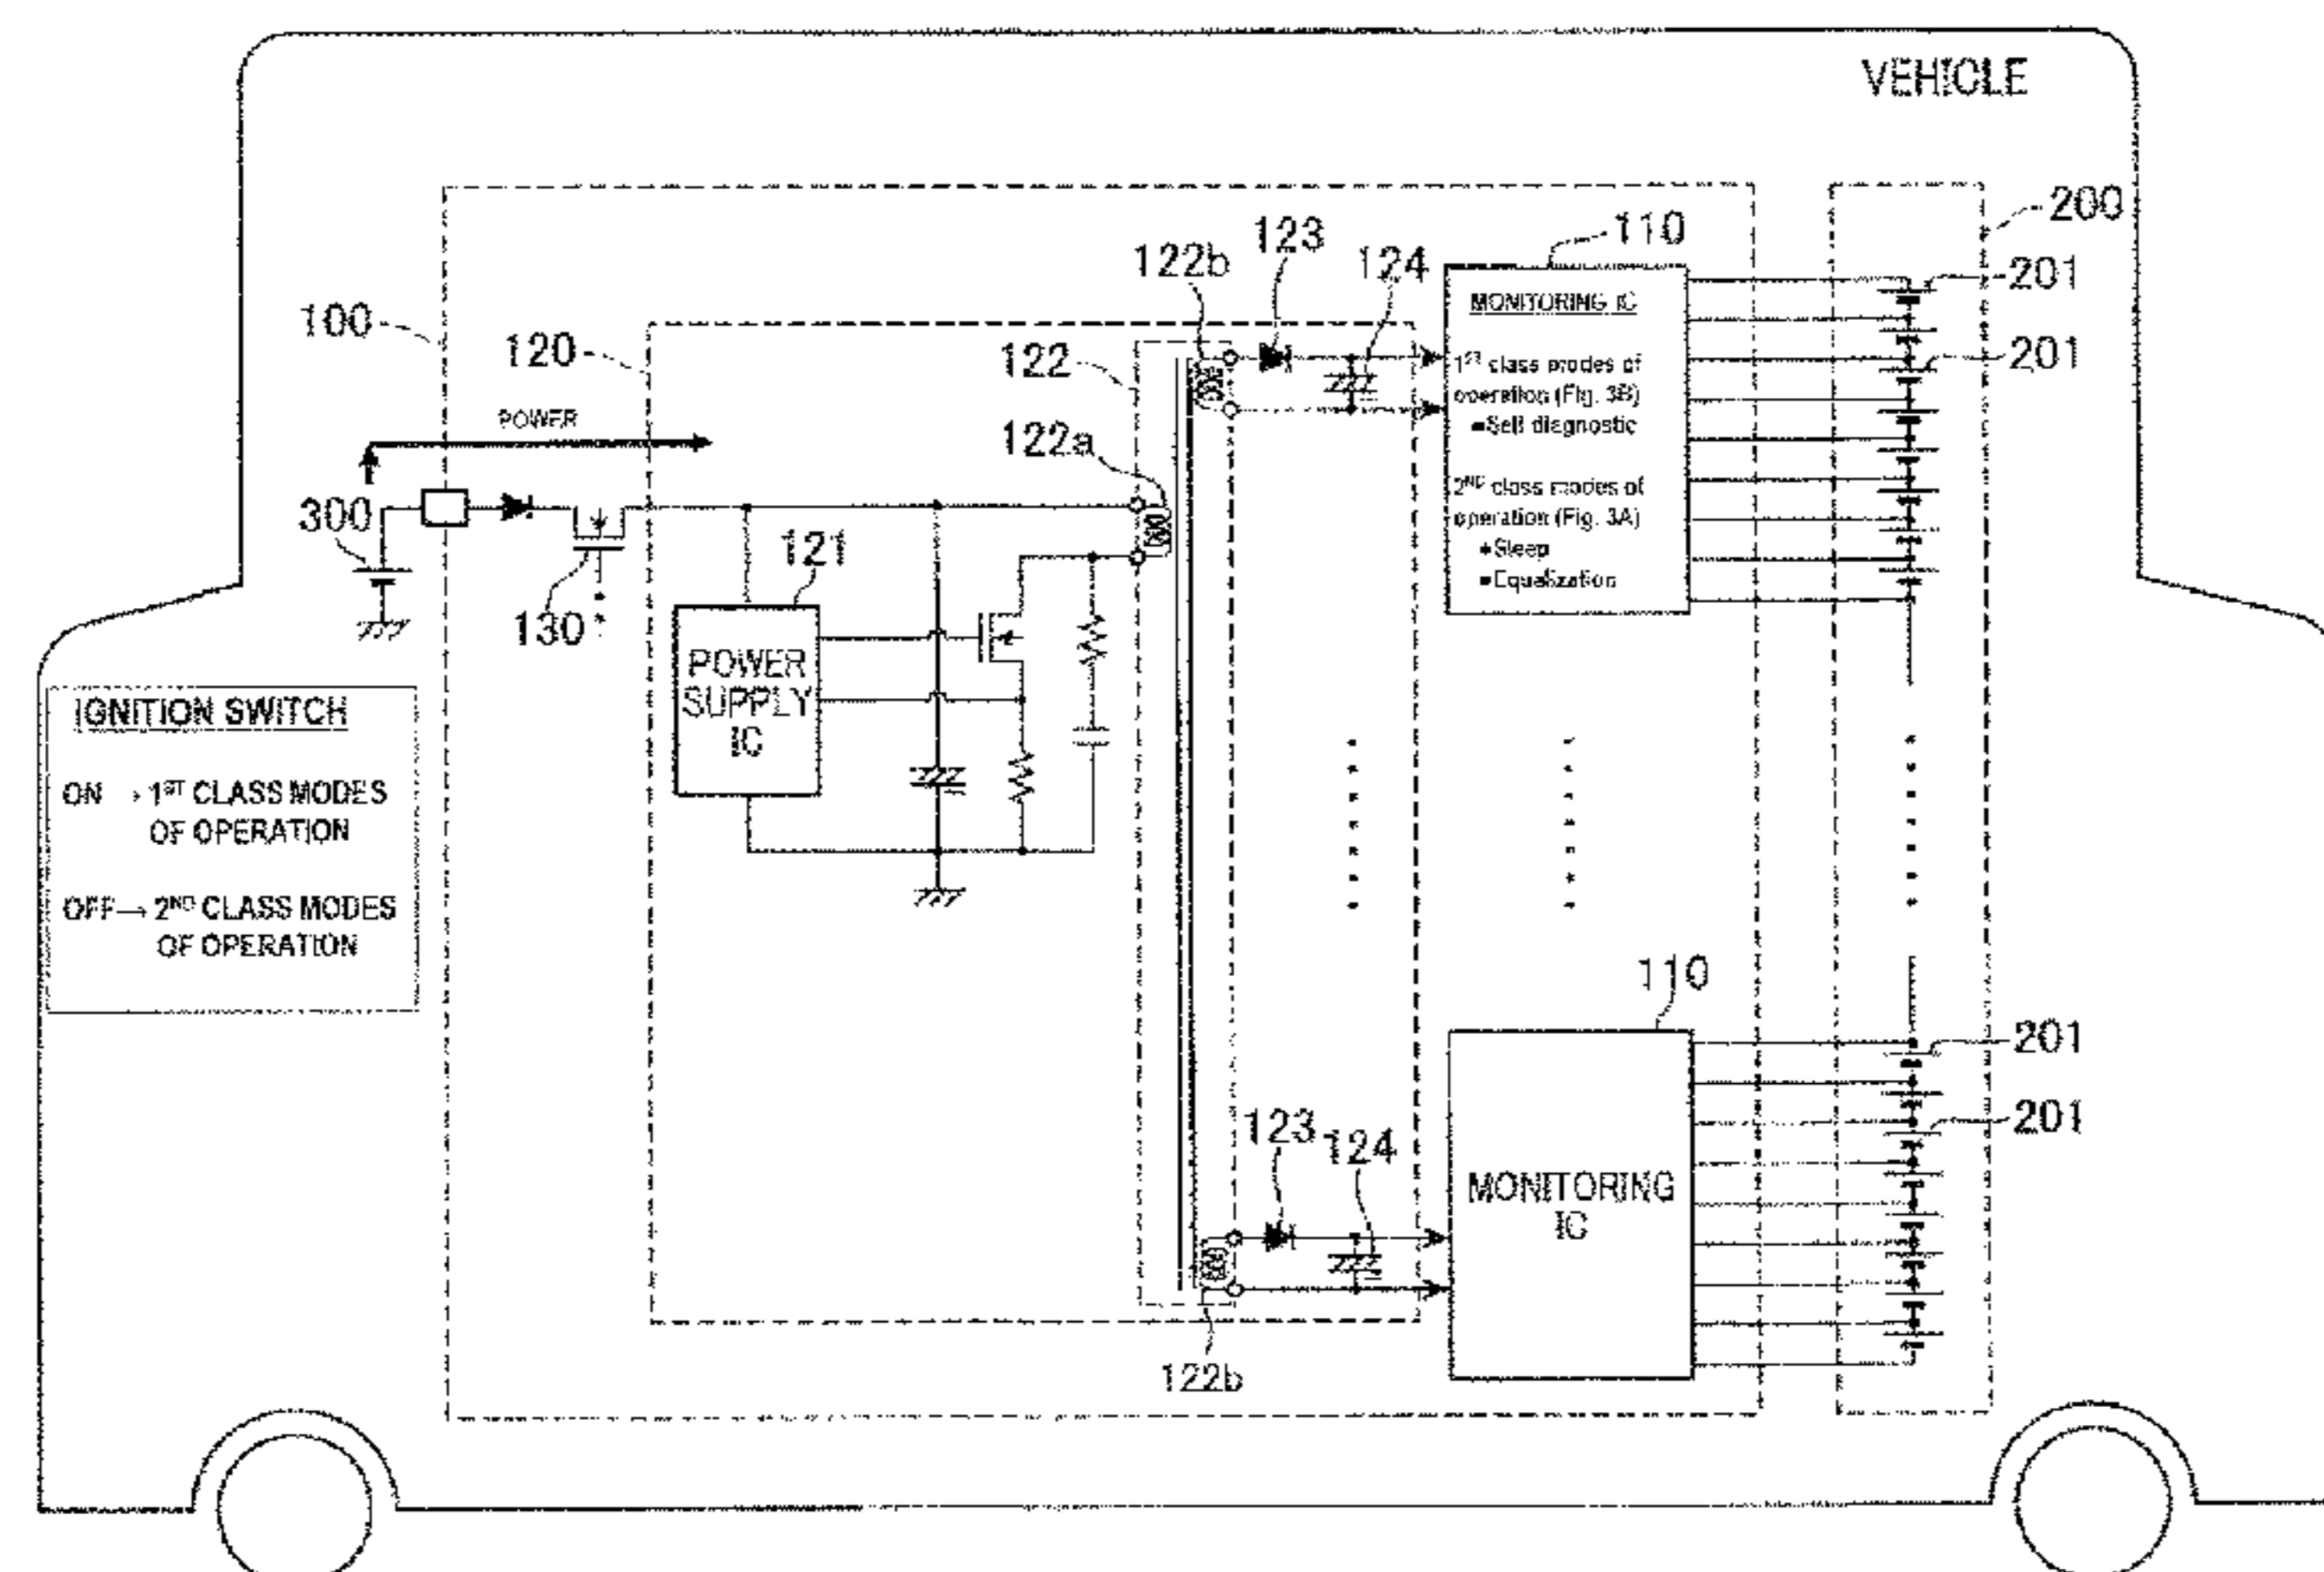 VEHICLE
200
110
123
122b
124
201
MONITORING IC
100
120
122
201
1ST class modes of
operation (Fig. 3B)
•Self diagnostic
POWER
122a
2ND class modes of
operation (Fig. 3A)
•Sleep
•Equalization
300
121
130
POWER
SUPPLY
IC
IGNITION SWITCH
ON → 1ST CLASS MODES
OF OPERATION
OFF→ 2ND CLASS MODES
OF OPERATION
110
201
123
124
201
MONITORING
IC
122b